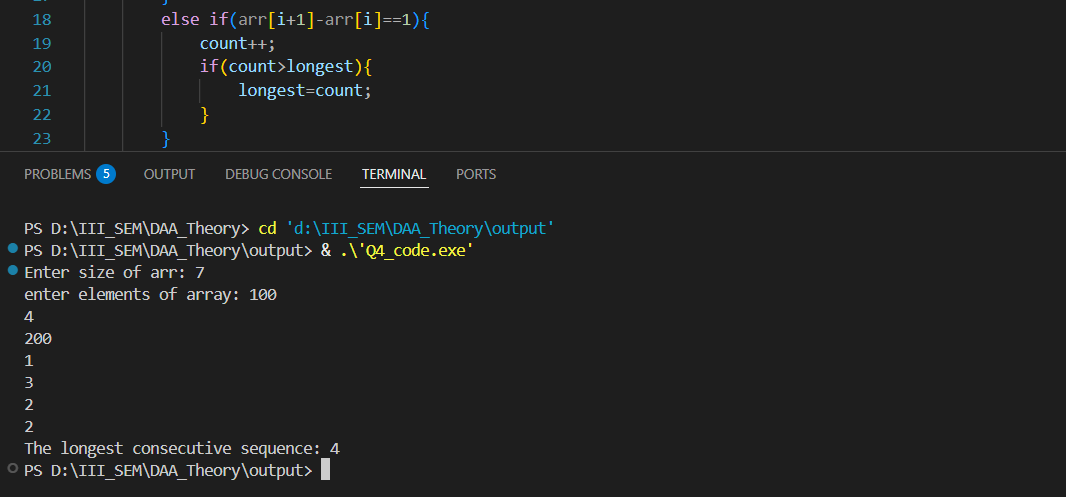 18 else if(arr[i+1]-arr[i]==1){
19 count++;
20 if(count>longest){
21 longest=count;
22 }
23 }
PROBLEMS 5 OUTPUT DEBUG CONSOLE TERMINAL PORTS
PS D:\III_SEM\DAA_Theory> cd 'd:\III_SEM\DAA_Theory\output'
PS D:\III_SEM\DAA_Theory\output> & .\'Q4_code.exe'
Enter size of arr: 7
enter elements of array: 100
4
200
1
3
2
2
The longest consecutive sequence: 4
PS D:\III_SEM\DAA_Theory\output>